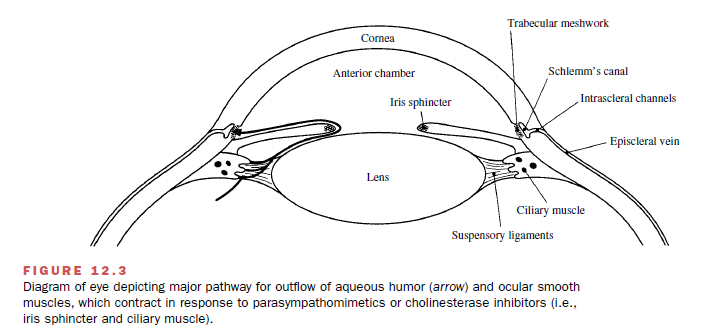 Trabecular meshwork
Cornea
Anterior chamber
Schlemm's canal
Iris sphincter
Intrascleral channels
Episcleral vein
Lens
Ciliary muscle
Suspensory ligaments
FIGURE 12.3
Diagram of eye depicting major pathway for outflow of aqueous humor (arrow) and ocular smooth
muscles, which contract in response to parasympathomimetics or cholinesterase inhibitors (i.e.,
iris sphincter and ciliary muscle).